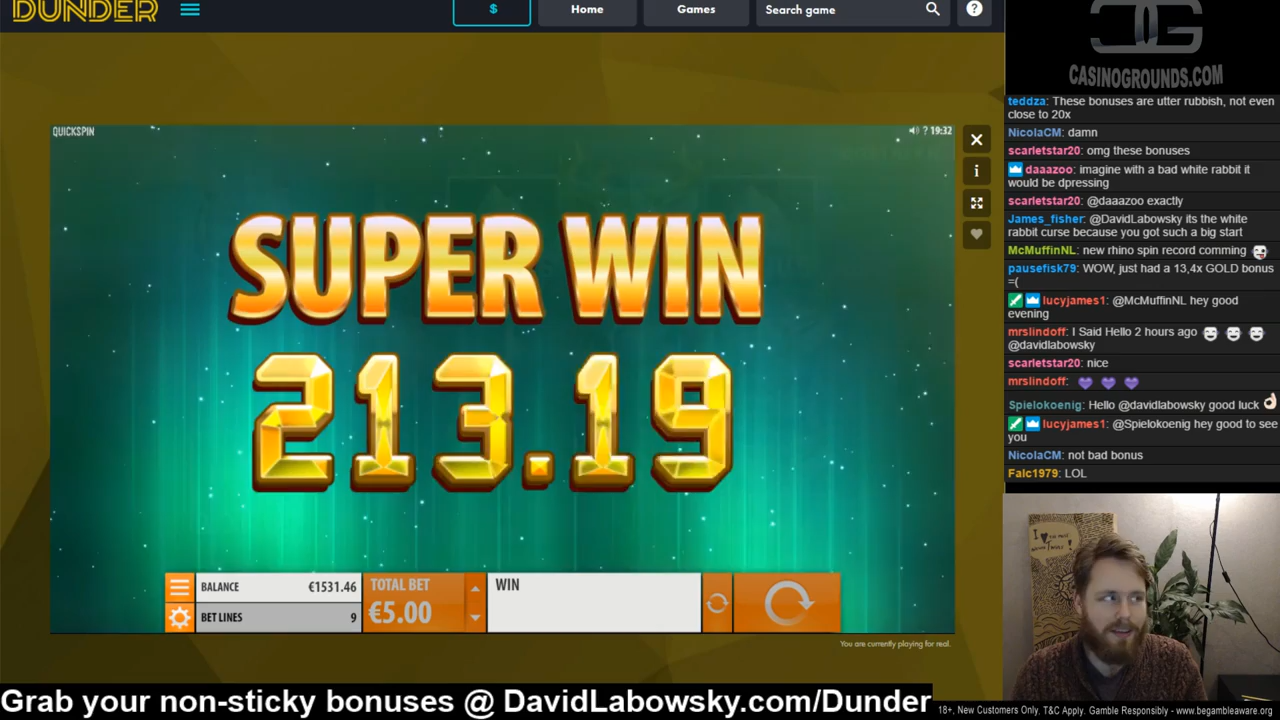 DUNDER
$
Home
Games
Search game
?
QUICKSPIN
? 19:32
SUPER WIN
213.19
BALANCE €1531.46
BET LINES 9
TOTAL BET
€5.00
WIN
You are currently playing for real.
CASINOGROUNDS.COM
teddza: These bonuses are utter rubbish, not even
close to 20x
NicolaCM: damn
scarletstar20: omg these bonuses
daaazoo: imagine with a bad white rabbit it
would be dpressing
scarletstar20: @daaazoo exactly
James_fisher: @DavidLabowsky its the white
rabbit curse because you got such a big start
McMuffinNL: new rhino spin record comming
pausefisk79: WOW, just had a 13,4x GOLD bonus
=(
lucyjames1: @McMuffinNL hey good
evening
mrslindoff: I Said Hello 2 hours ago
@davidlabowsky
scarletstar20: nice
mrslindoff:
Spielokoenig: Hello @davidlabowsky good luck
lucyjames1: @Spielokoenig hey good to see
you
NicolaCM: not bad bonus
Falc1979: LOL
Grab your non-sticky bonuses @ DavidLabowsky.com/Dunder
18+, New Customers Only, T&C Apply. Gamble Responsibly - www.begambleaware.org